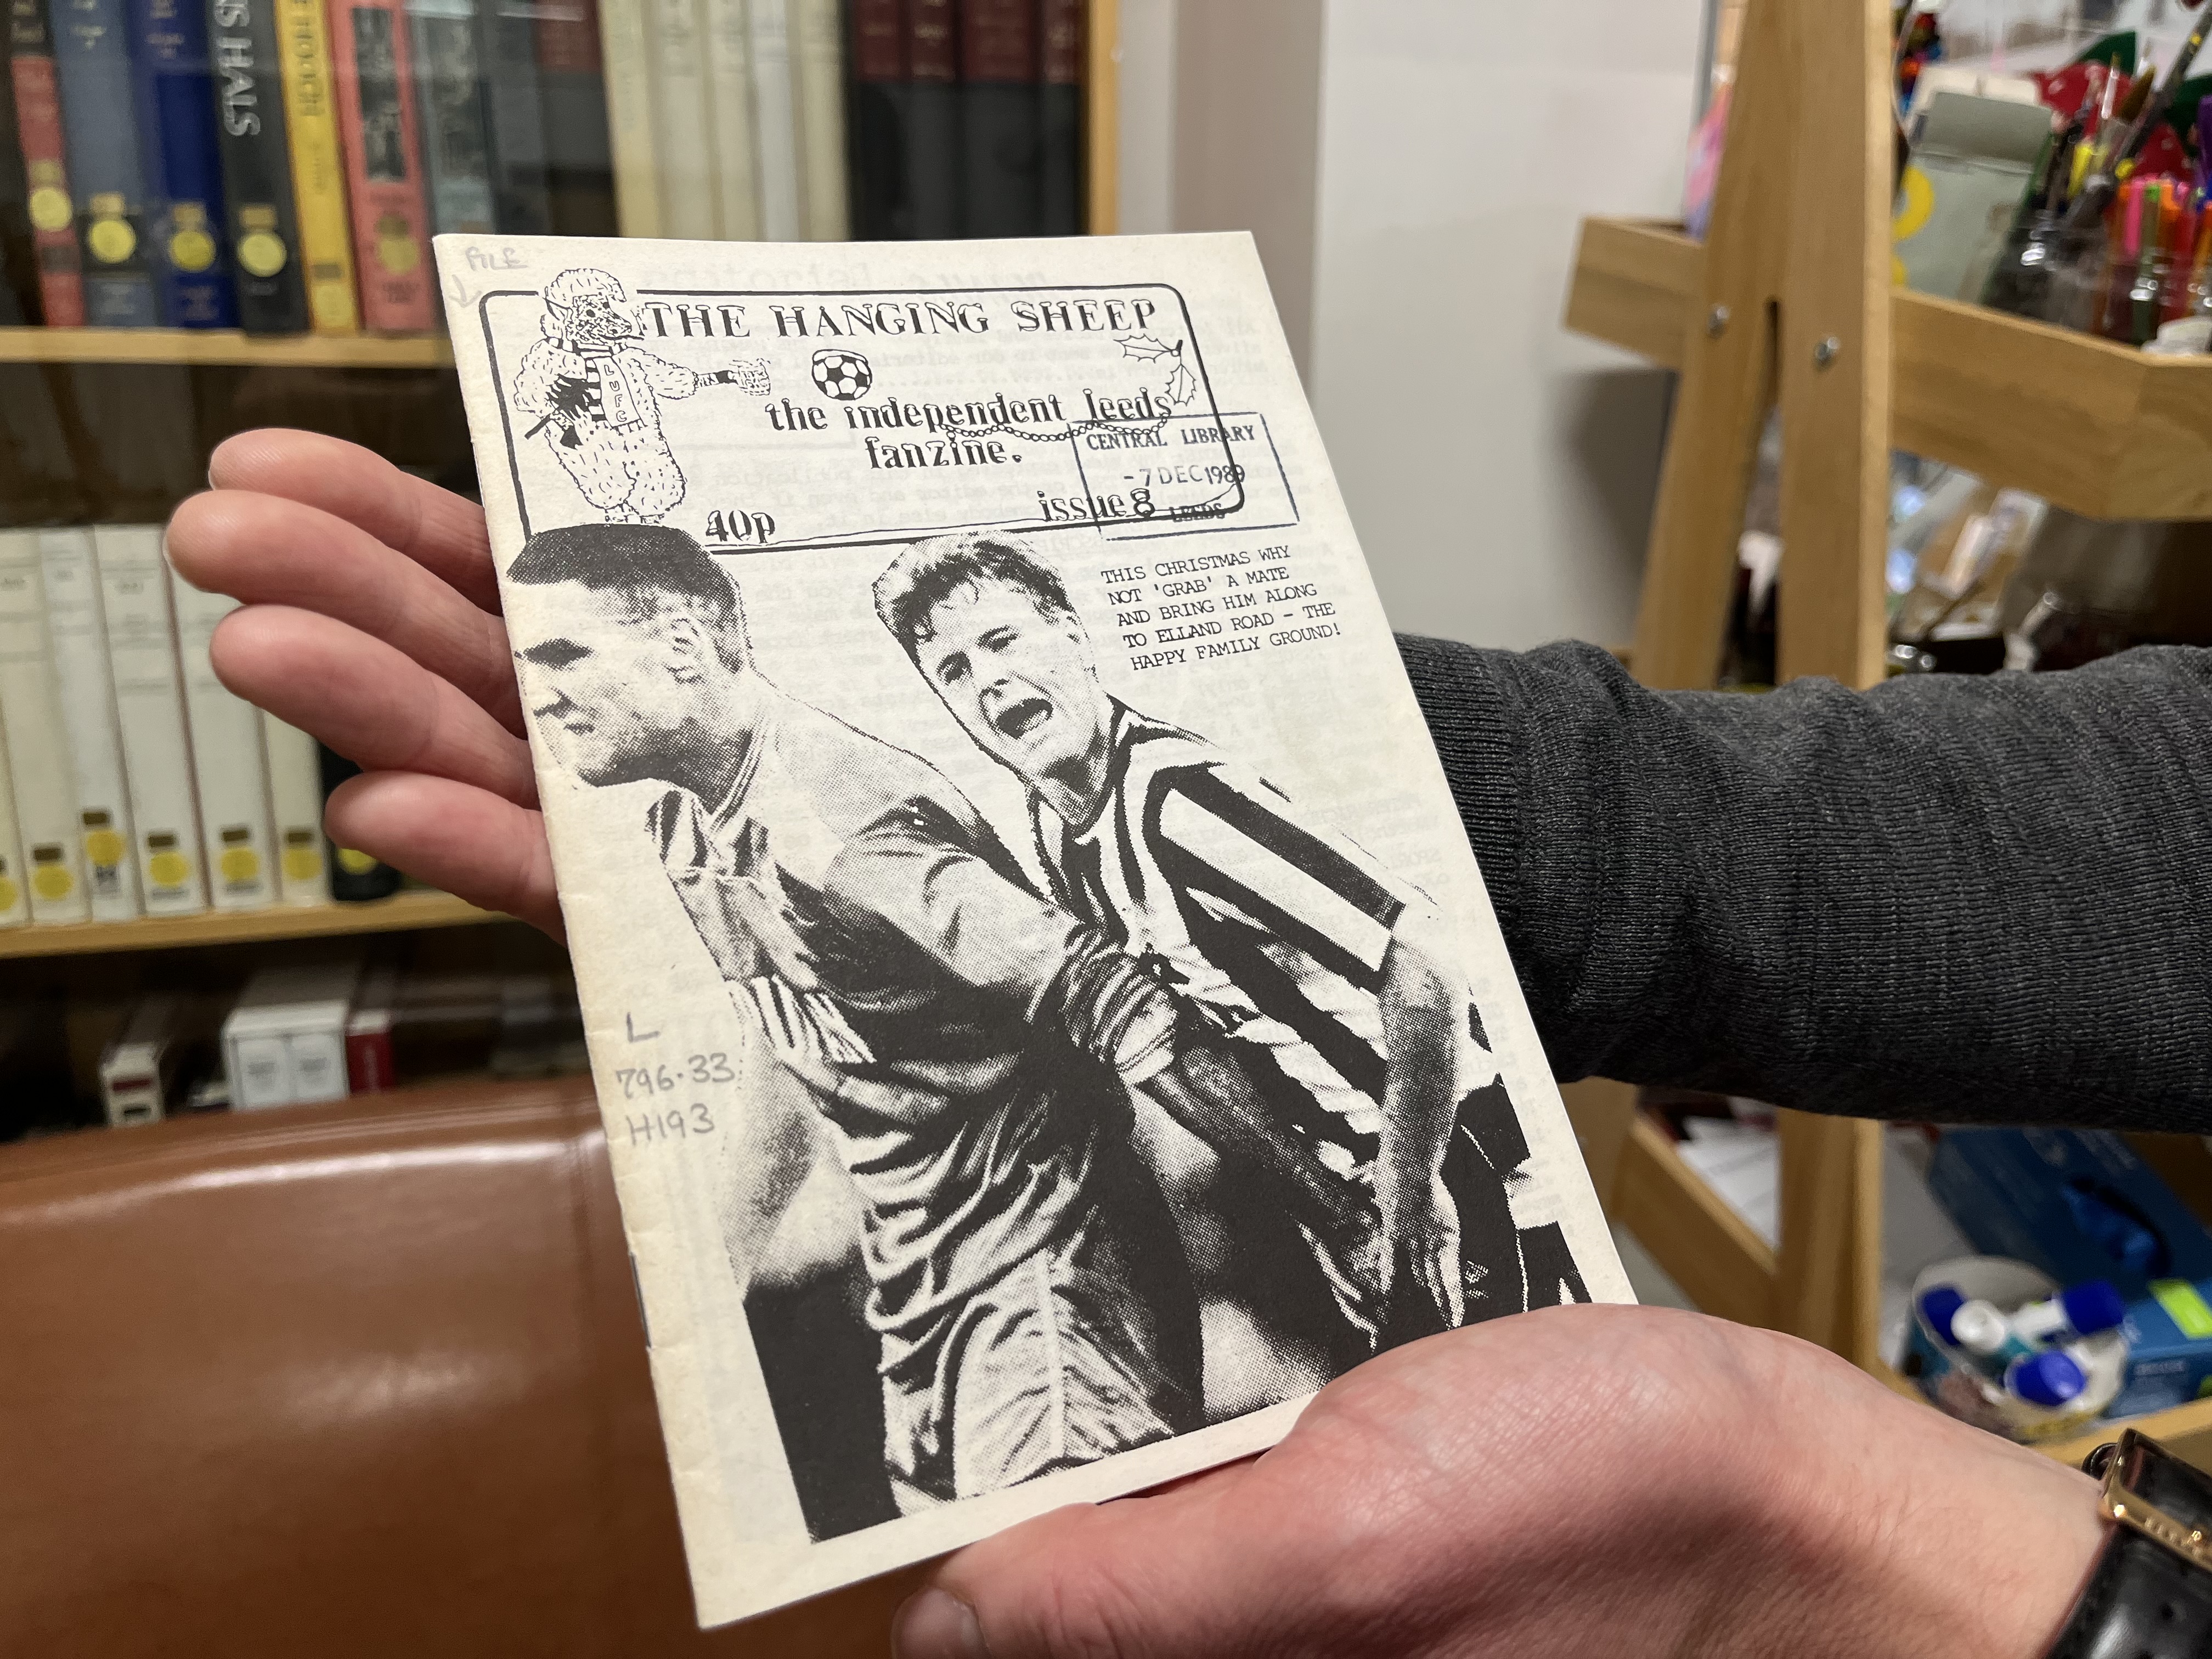 S HALS
HOOCH
FILE
THE HANGING SHEEP
LUFC
the independent leeds
fanzine.
CENTRAL LIBRARY
-7 DEC 1989
LEEDS
40p
issue 8
THIS CHRISTMAS WHY
NOT 'GRAB' A MATE
AND BRING HIM ALONG
TO ELLAND ROAD - THE
HAPPY FAMILY GROUND!
L
796.33
H193